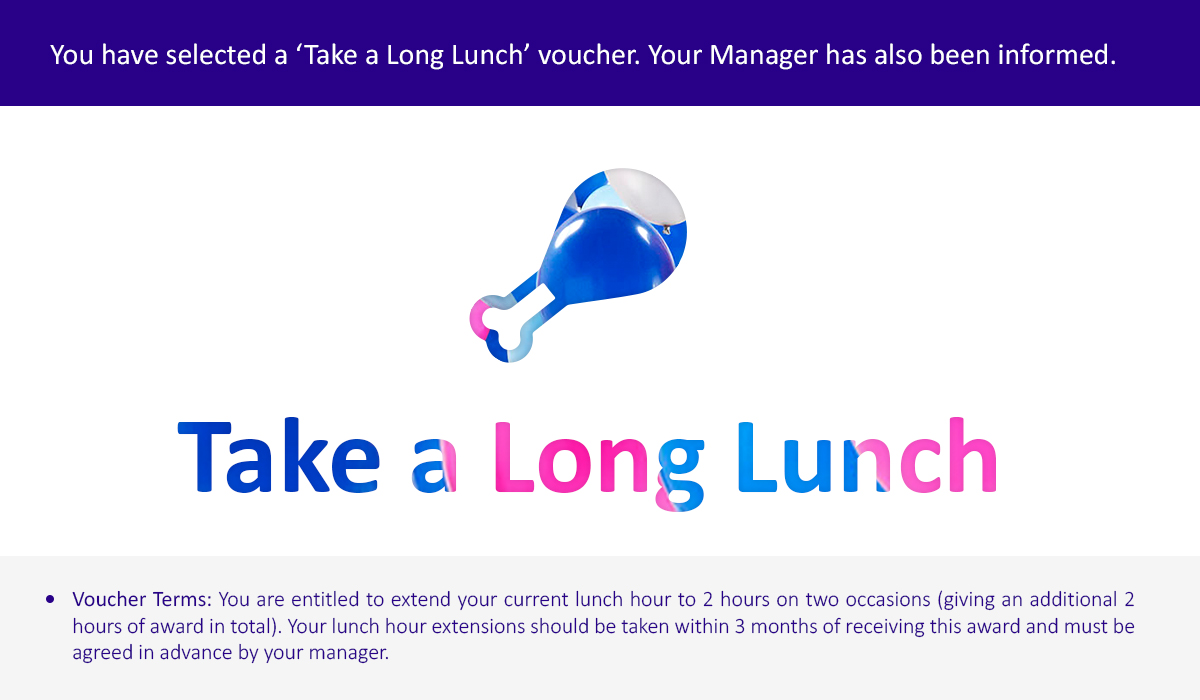 You have selected a ‘Take a Long Lunch’ voucher. Your Manager has also been informed.
Take a Long Lunch
• Voucher Terms: You are entitled to extend your current lunch hour to 2 hours on two occasions (giving an additional 2
hours of award in total). Your lunch hour extensions should be taken within 3 months of receiving this award and must be
agreed in advance by your manager.